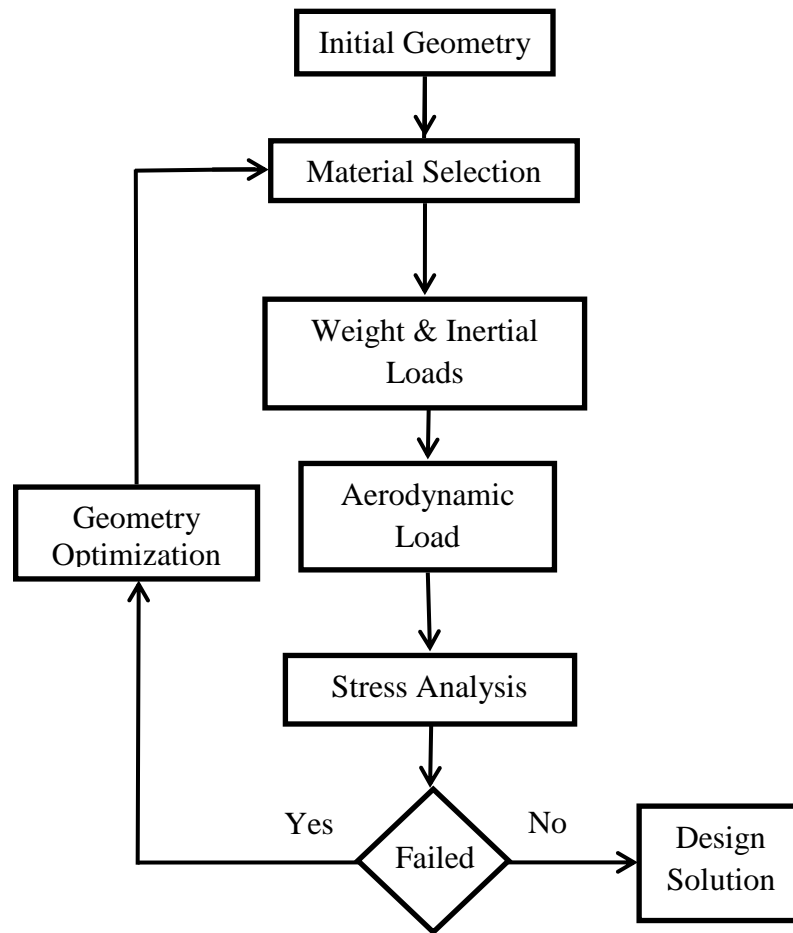 Initial Geometry
Material Selection
Weight & Inertial
Loads
Aerodynamic
Load
Geometry
Optimization
Stress Analysis
Yes
No
Failed
Design
Solution